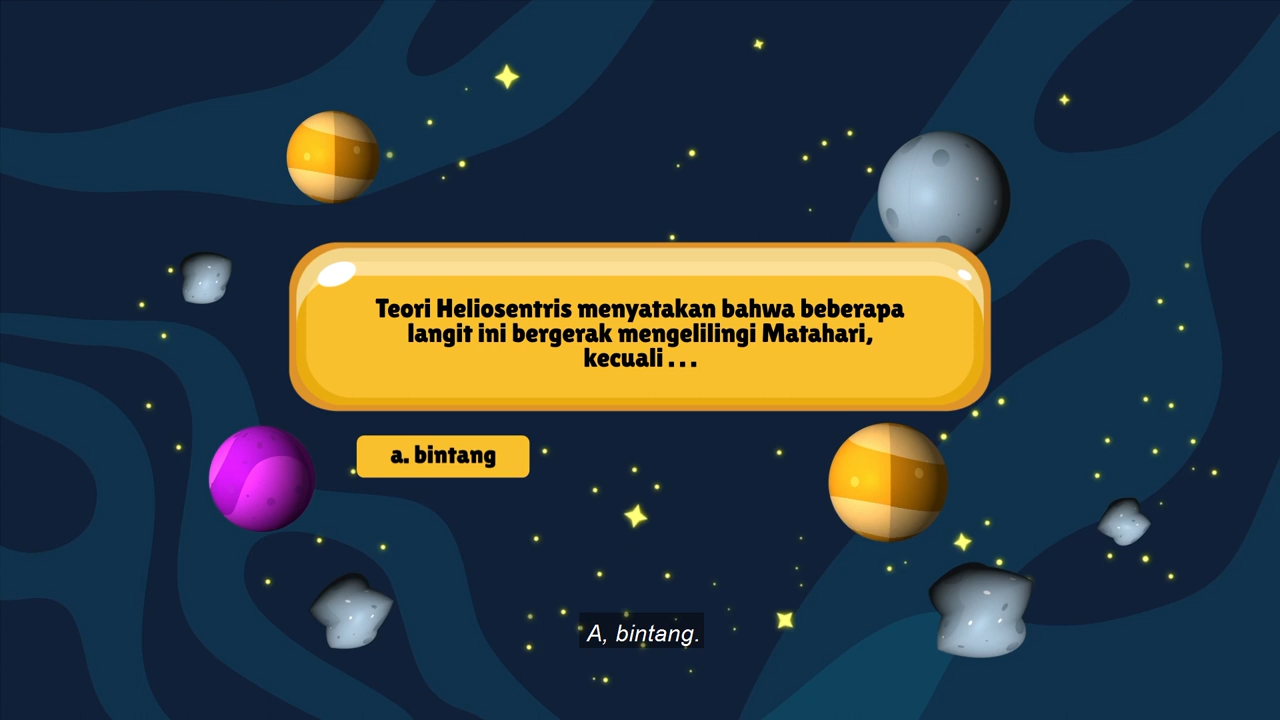 Teori Heliosentris menyatakan bahwa beberapa
langit ini bergerak mengelilingi Matahari,
kecuali . . .
a. bintang
A, bintang.